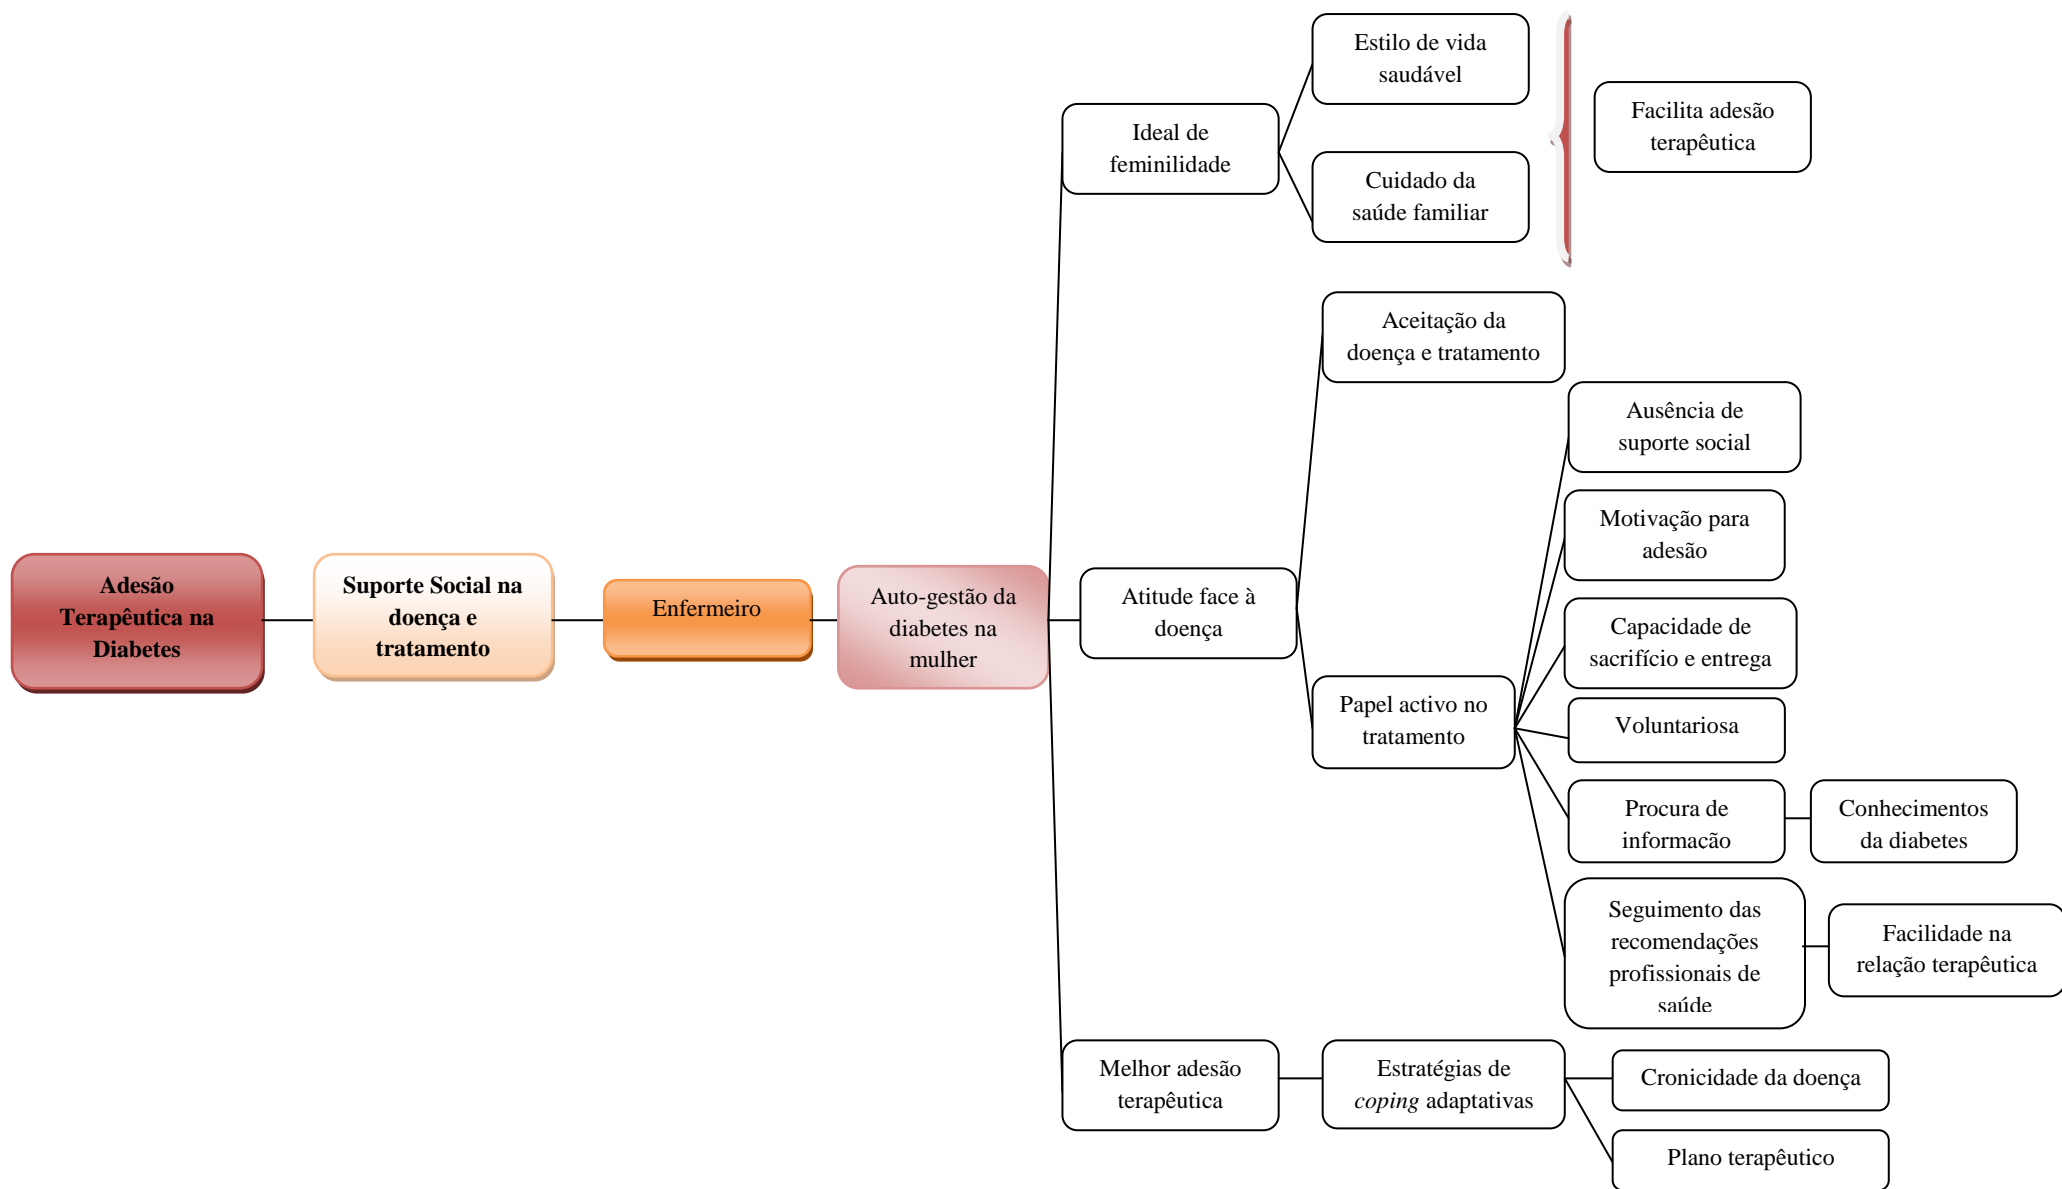 Adesão
Terapêutica na
Diabetes
Suporte Social na
doença e
tratamento
Enfermeiro
Auto-gestão da
diabetes na
mulher
Ideal de
feminilidade
Estilo de vida
saudável
Cuidado da
saúde familiar
Facilita adesão
terapêutica
Atitude face à
doença
Aceitação da
doença e tratamento
Papel activo no
tratamento
Ausência de
suporte social
Motivação para
adesão
Capacidade de
sacrifício e entrega
Voluntariosa
Procura de
informacão
Conhecimentos
da diabetes
Seguimento das
recomendações
profissionais de
saúde
Facilidade na
relação terapêutica
Melhor adesão
terapêutica
Estratégias de
coping adaptativas
Cronicidade da doença
Plano terapêutico